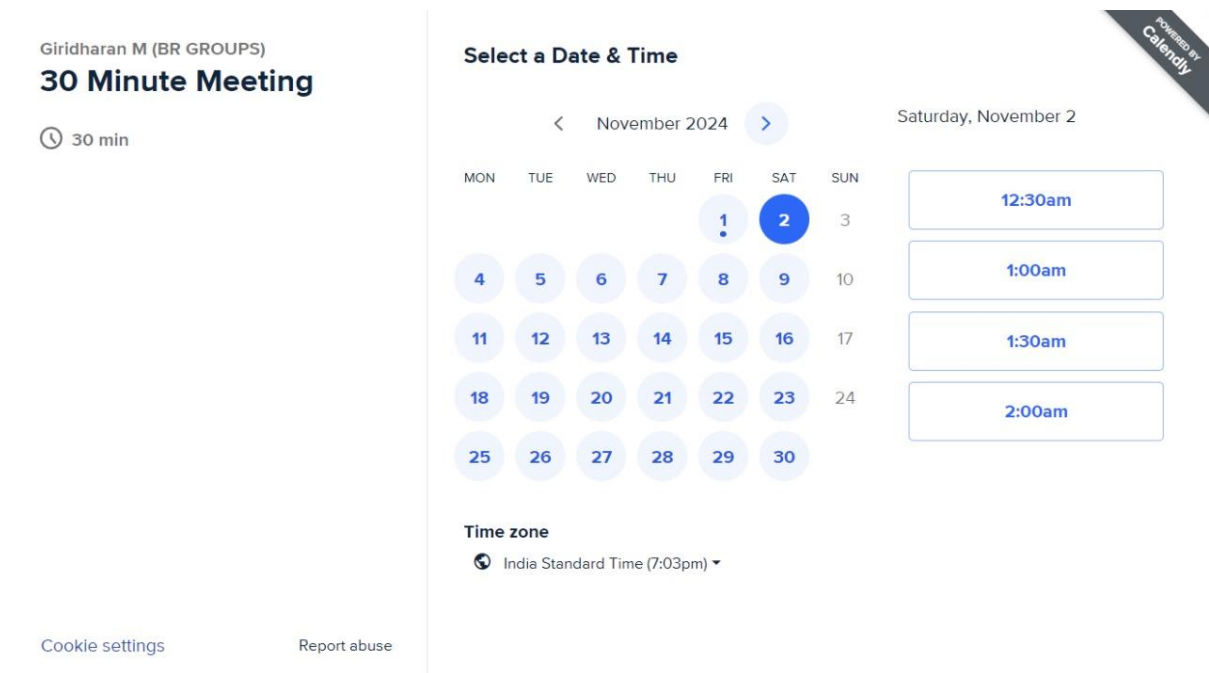 Giridharan M (BR GROUPS)
30 Minute Meeting
30 min
Cookie settings
Report abuse
Select a Date & Time
November 2024
MON TUE WED THU FRI SAT SUN
1 2 3
4 5 6 7 8 9 10
11 12 13 14 15 16 17
18 19 20 21 22 23 24
25 26 27 28 29 30
Time zone
India Standard Time (7:03pm)
Saturday, November 2
12:30am
1:00am
1:30am
2:00am
POWERED BY
Calendly